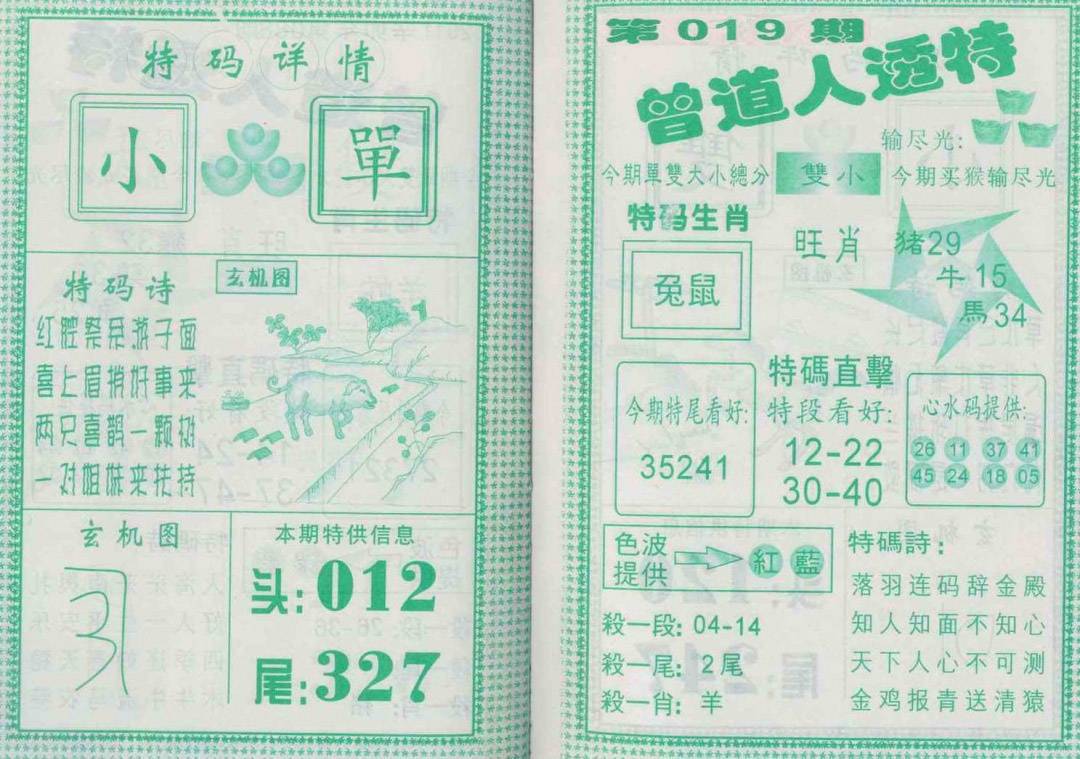 特码详情
小
單
特码诗
红腔祭臣游子面
喜上眉梢好事来
两只喜鹊一颗树
一对姐妹来扶持
玄机图
玄机图
本期特供信息
头:012
尾:327
第019期
曾道人透特
输尽光:
今期單雙大小總分
雙小
今期买猴输尽光
特码生肖
兔鼠
旺肖
猪29
牛15
馬34
今期特尾看好:
35241
特碼直擊
特段看好:
12-22
30-40
心水码提供:
26 11 37 41
45 24 18 05
色波
提供
紅 藍
殺一段: 04-14
殺一尾: 2尾
殺一肖: 羊
特碼詩:
落羽连码辞金殿
知人知面不知心
天下人心不可测
金鸡报青送清猿